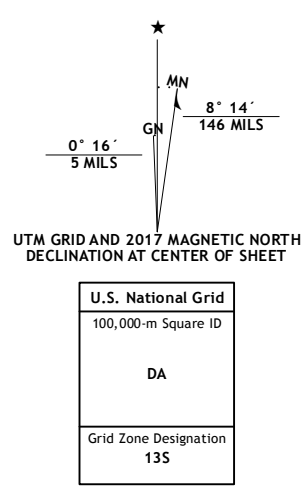 MN
8° 14´
146 MILS
GN
0° 16´
5 MILS
UTM GRID AND 2017 MAGNETIC NORTH
DECLINATION AT CENTER OF SHEET
U.S. National Grid
100,000-m Square ID
DA
Grid Zone Designation
13S